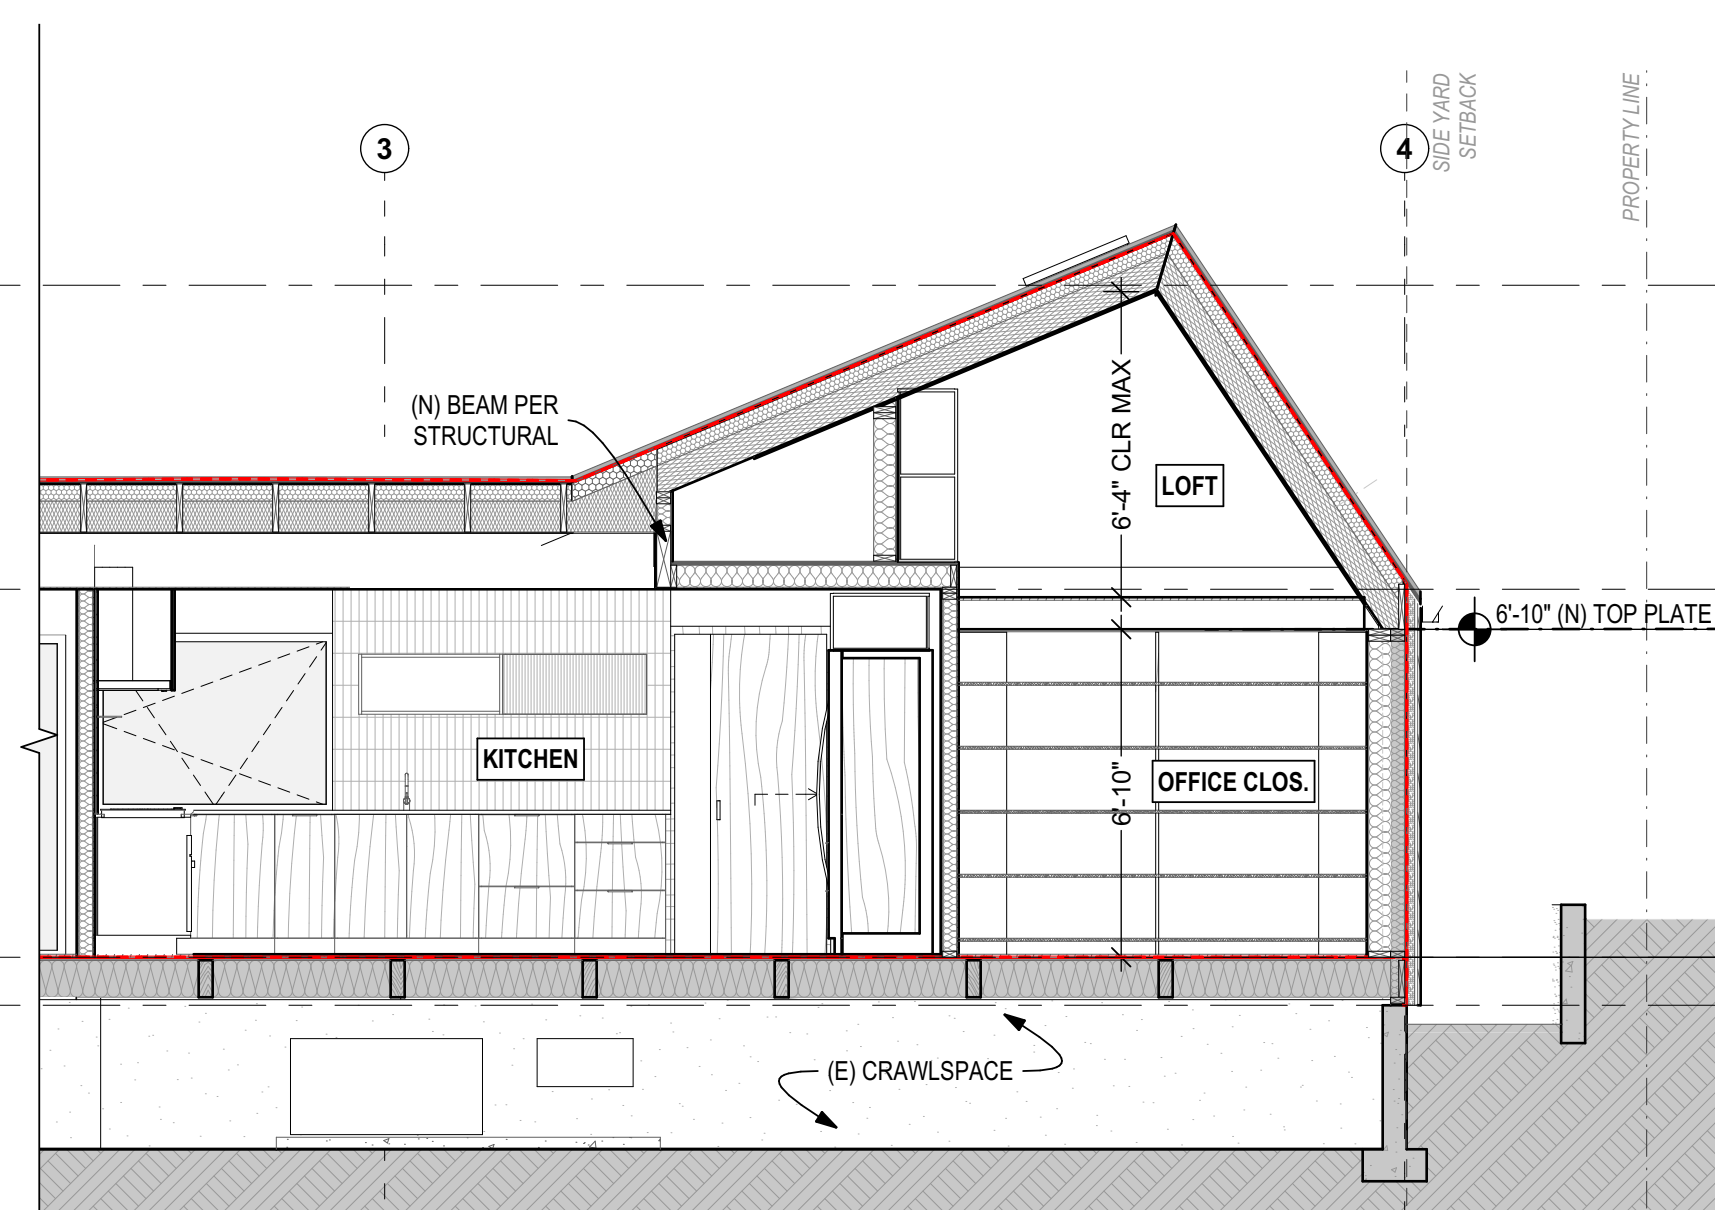 3
4
SIDE YARD
SETBACK
PROPERTY LINE
(N) BEAM PER
STRUCTURAL
6'-4" CLR MAX
LOFT
6'-10" (N) TOP PLATE
KITCHEN
6'-10"
OFFICE CLOS.
(E) CRAWLSPACE